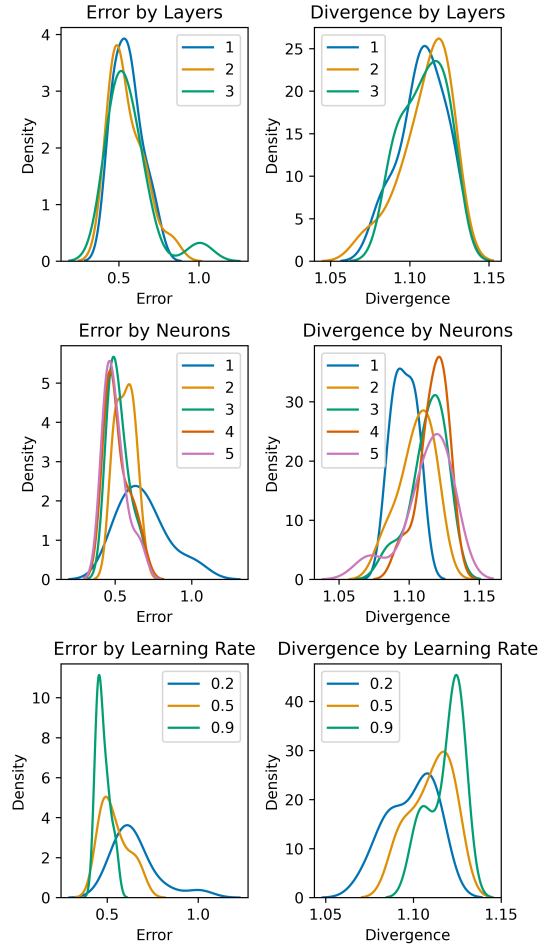 Error by Layers
Divergence by Layers
4
3
2
1
0
Density
1
2
3
0.5 1.0
Error
25
20
15
10
5
0
Density
1
2
3
1.05 1.10 1.15
Divergence
Error by Neurons
Divergence by Neurons
5
4
3
2
1
0
Density
1
2
3
4
5
0.5 1.0
Error
30
20
10
0
Density
1
2
3
4
5
1.05 1.10 1.15
Divergence
Error by Learning Rate
Divergence by Learning Rate
10
8
6
4
2
0
Density
0.2
0.5
0.9
0.5 1.0
Error
40
30
20
10
0
Density
0.2
0.5
0.9
1.05 1.10 1.15
Divergence